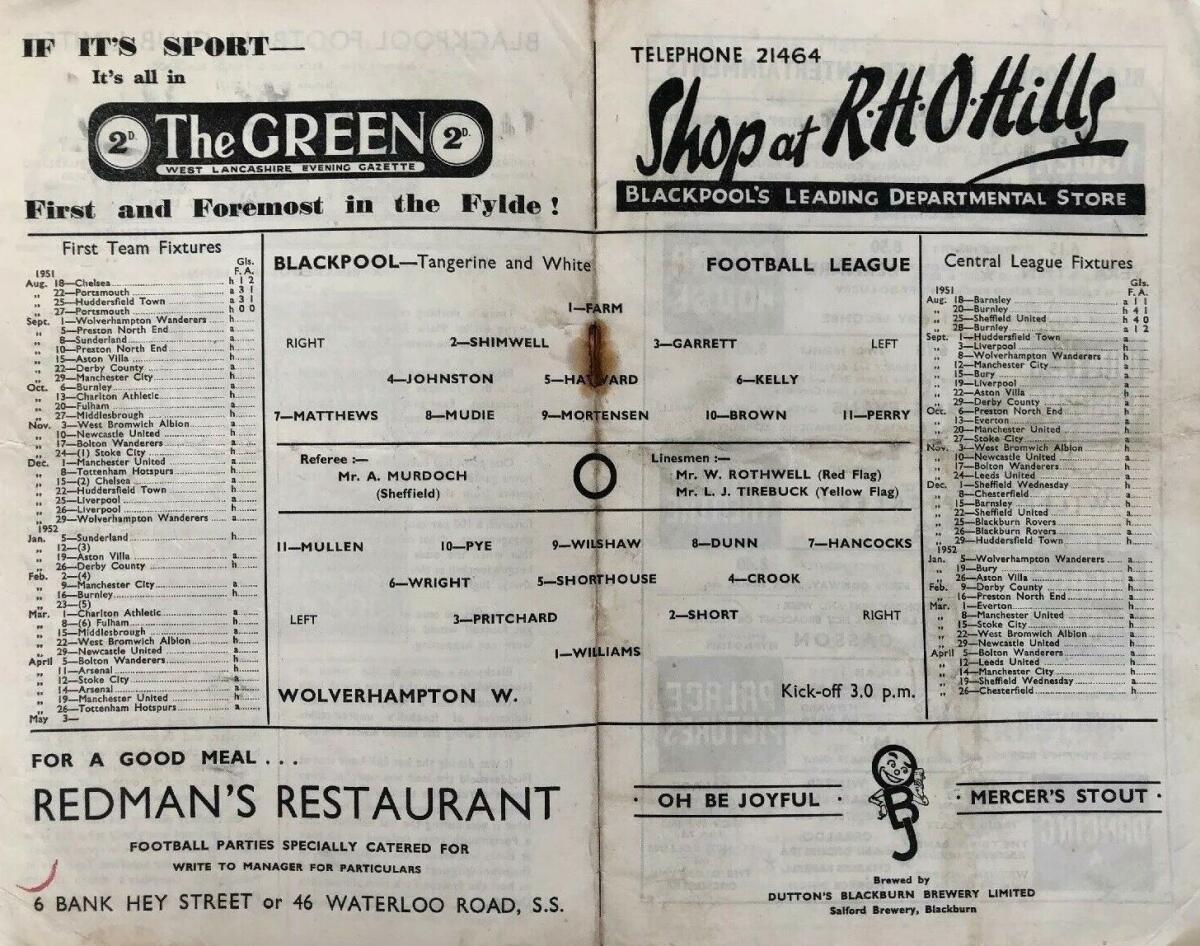 IF IT'S SPORT—
It's all in
2D. The GREEN 2D.
WEST LANCASHIRE EVENING GAZETTE
First and Foremost in the Fylde!
TELEPHONE 21464
Shop at R·H·O·Hills
BLACKPOOL'S LEADING DEPARTMENTAL STORE
First Team Fixtures
Gls.
1951 F. A.
Aug. 18—Chelsea h 1 2
„ 22—Portsmouth a 3 1
„ 25—Huddersfield Town a 3 1
„ 27—Portsmouth h 0 0
Sept. 1—Wolverhampton Wanderers h
„ 5—Preston North End a
„ 8—Sunderland a
„ 10—Preston North End h
„ 15—Aston Villa h
„ 22—Derby County a
„ 29—Manchester City h
Oct. 6—Burnley a
„ 13—Charlton Athletic h
„ 20—Fulham a
„ 27—Middlesbrough h
Nov. 3—West Bromwich Albion a
„ 10—Newcastle United h
„ 17—Bolton Wanderers a
„ 24—(1) Stoke City h
Dec. 1—Manchester United a
„ 8—Tottenham Hotspurs h
„ 15—(2) Chelsea a
„ 22—Huddersfield Town h
„ 25—Liverpool a
„ 26—Liverpool h
„ 29—Wolverhampton Wanderers a
1952
Jan. 5—Sunderland h
„ 12—(3)
„ 19—Aston Villa a
„ 26—Derby County h
Feb. 2—(4)
„ 9—Manchester City a
„ 16—Burnley h
„ 23—(5)
Mar. 1—Charlton Athletic a
„ 8—(6) Fulham h
„ 15—Middlesbrough a
„ 22—West Bromwich Albion h
„ 29—Newcastle United a
April 5—Bolton Wanderers h
„ 11—Arsenal h
„ 12—Stoke City a
„ 14—Arsenal a
„ 19—Manchester United h
„ 26—Tottenham Hotspurs a
May 3—
BLACKPOOL—Tangerine and White
FOOTBALL LEAGUE
1—FARM
RIGHT 2—SHIMWELL 3—GARRETT LEFT
4—JOHNSTON 5—HAYWARD 6—KELLY
7—MATTHEWS 8—MUDIE 9—MORTENSEN 10—BROWN 11—PERRY
Referee :—
Mr. A. MURDOCH
(Sheffield)
Linesmen :—
Mr. W. ROTHWELL (Red Flag)
Mr. L. J. TIREBUCK (Yellow Flag)
11—MULLEN 10—PYE 9—WILSHAW 8—DUNN 7—HANCOCKS
6—WRIGHT 5—SHORTHOUSE 4—CROOK
LEFT 3—PRITCHARD 2—SHORT RIGHT
1—WILLIAMS
WOLVERHAMPTON W.
Kick-off 3.0 p.m.
Central League Fixtures
Gls.
1951 F. A.
Aug. 18—Barnsley a 1 1
„ 20—Burnley h 4 1
„ 25—Sheffield United h 4 0
„ 28—Burnley a 1 2
Sept. 1—Huddersfield Town a
„ 3—Liverpool h
„ 8—Wolverhampton Wanderers h
„ 12—Manchester City a
„ 15—Bury a
„ 19—Liverpool a
„ 22—Aston Villa h
„ 29—Derby County a
Oct. 6—Preston North End h
„ 13—Everton a
„ 20—Manchester United h
„ 27—Stoke City a
Nov. 3—West Bromwich Albion h
„ 10—Newcastle United a
„ 17—Bolton Wanderers h
„ 24—Leeds United a
Dec. 1—Sheffield Wednesday h
„ 8—Chesterfield a
„ 15—Barnsley h
„ 22—Sheffield United a
„ 25—Blackburn Rovers h
„ 26—Blackburn Rovers a
„ 29—Huddersfield Town h
1952
Jan. 5—Wolverhampton Wanderers a
„ 19—Bury h
„ 26—Aston Villa a
Feb. 9—Derby County h
„ 16—Preston North End a
Mar. 1—Everton h
„ 8—Manchester United a
„ 15—Stoke City h
„ 22—West Bromwich Albion a
„ 29—Newcastle United h
April 5—Bolton Wanderers a
„ 12—Leeds United h
„ 14—Manchester City h
„ 19—Sheffield Wednesday a
„ 26—Chesterfield h
FOR A GOOD MEAL . . .
REDMAN'S RESTAURANT
FOOTBALL PARTIES SPECIALLY CATERED FOR
WRITE TO MANAGER FOR PARTICULARS
6 BANK HEY STREET or 46 WATERLOO ROAD, S.S.
· OH BE JOYFUL · OBJ · MERCER'S STOUT ·
Brewed by
DUTTON'S BLACKBURN BREWERY LIMITED
Salford Brewery, Blackburn